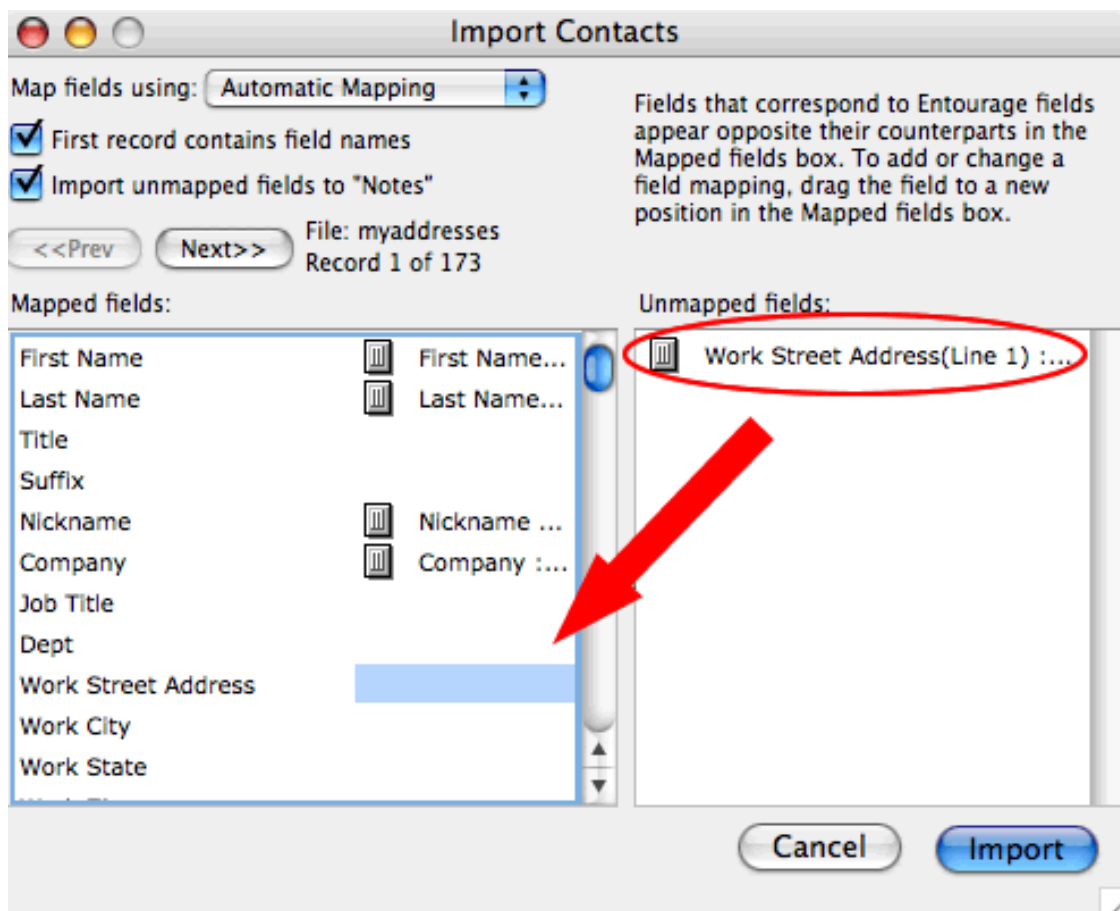 Import Contacts
Map fields using: Automatic Mapping
First record contains field names
Import unmapped fields to "Notes"
<<Prev
Next>>
File: myaddresses
Record 1 of 173
Fields that correspond to Entourage fields
appear opposite their counterparts in the
Mapped fields box. To add or change a
field mapping, drag the field to a new
position in the Mapped fields box.
Mapped fields:
First Name First Name...
Last Name Last Name...
Title
Suffix
Nickname Nickname ...
Company Company :...
Job Title
Dept
Work Street Address
Work City
Work State
Unmapped fields:
Work Street Address(Line 1) :...
Cancel
Import